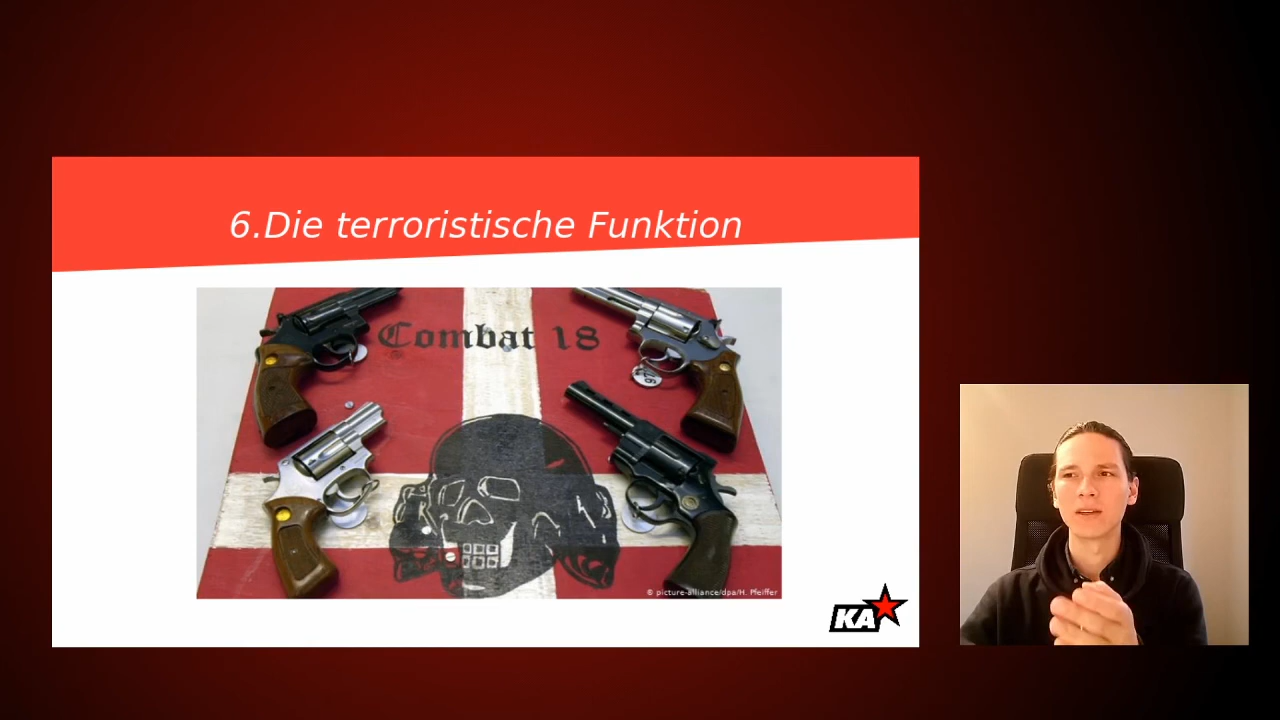 6.Die terroristische Funktion
Combat 18
© picture-alliance/dpa/H. Pfeiffer
KA